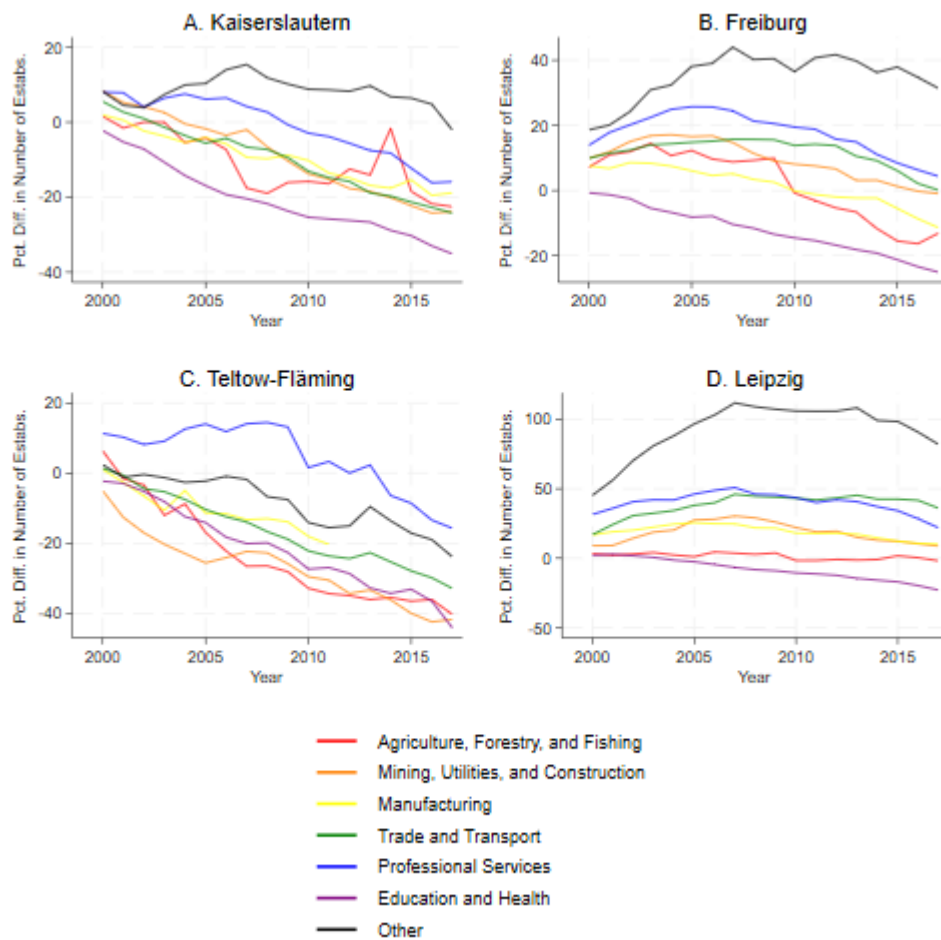 A. Kaiserslautern
Pct. Diff. in Number of Estabs.
20
0
-20
-40
2000 2005 2010 2015
Year
B. Freiburg
Pct. Diff. in Number of Estabs.
40
20
0
-20
2000 2005 2010 2015
Year
C. Teltow-Fläming
Pct. Diff. in Number of Estabs.
20
0
-20
-40
2000 2005 2010 2015
Year
D. Leipzig
Pct. Diff. in Number of Estabs.
100
50
0
-50
2000 2005 2010 2015
Year
Agriculture, Forestry, and Fishing
Mining, Utilities, and Construction
Manufacturing
Trade and Transport
Professional Services
Education and Health
Other